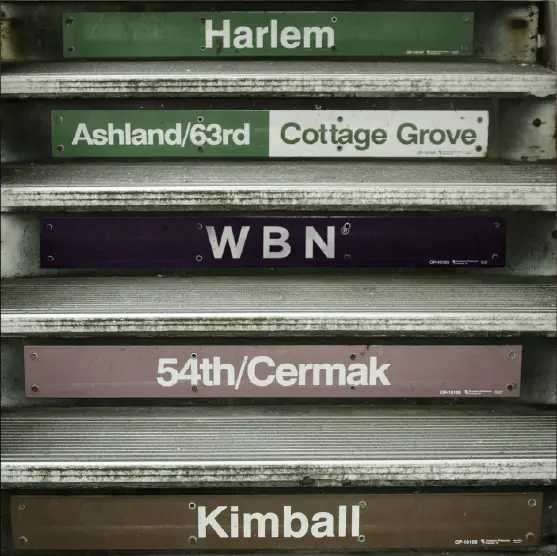 Harlem
Ashland/63rd Cottage Grove
WBN
54th/Cermak
Kimball